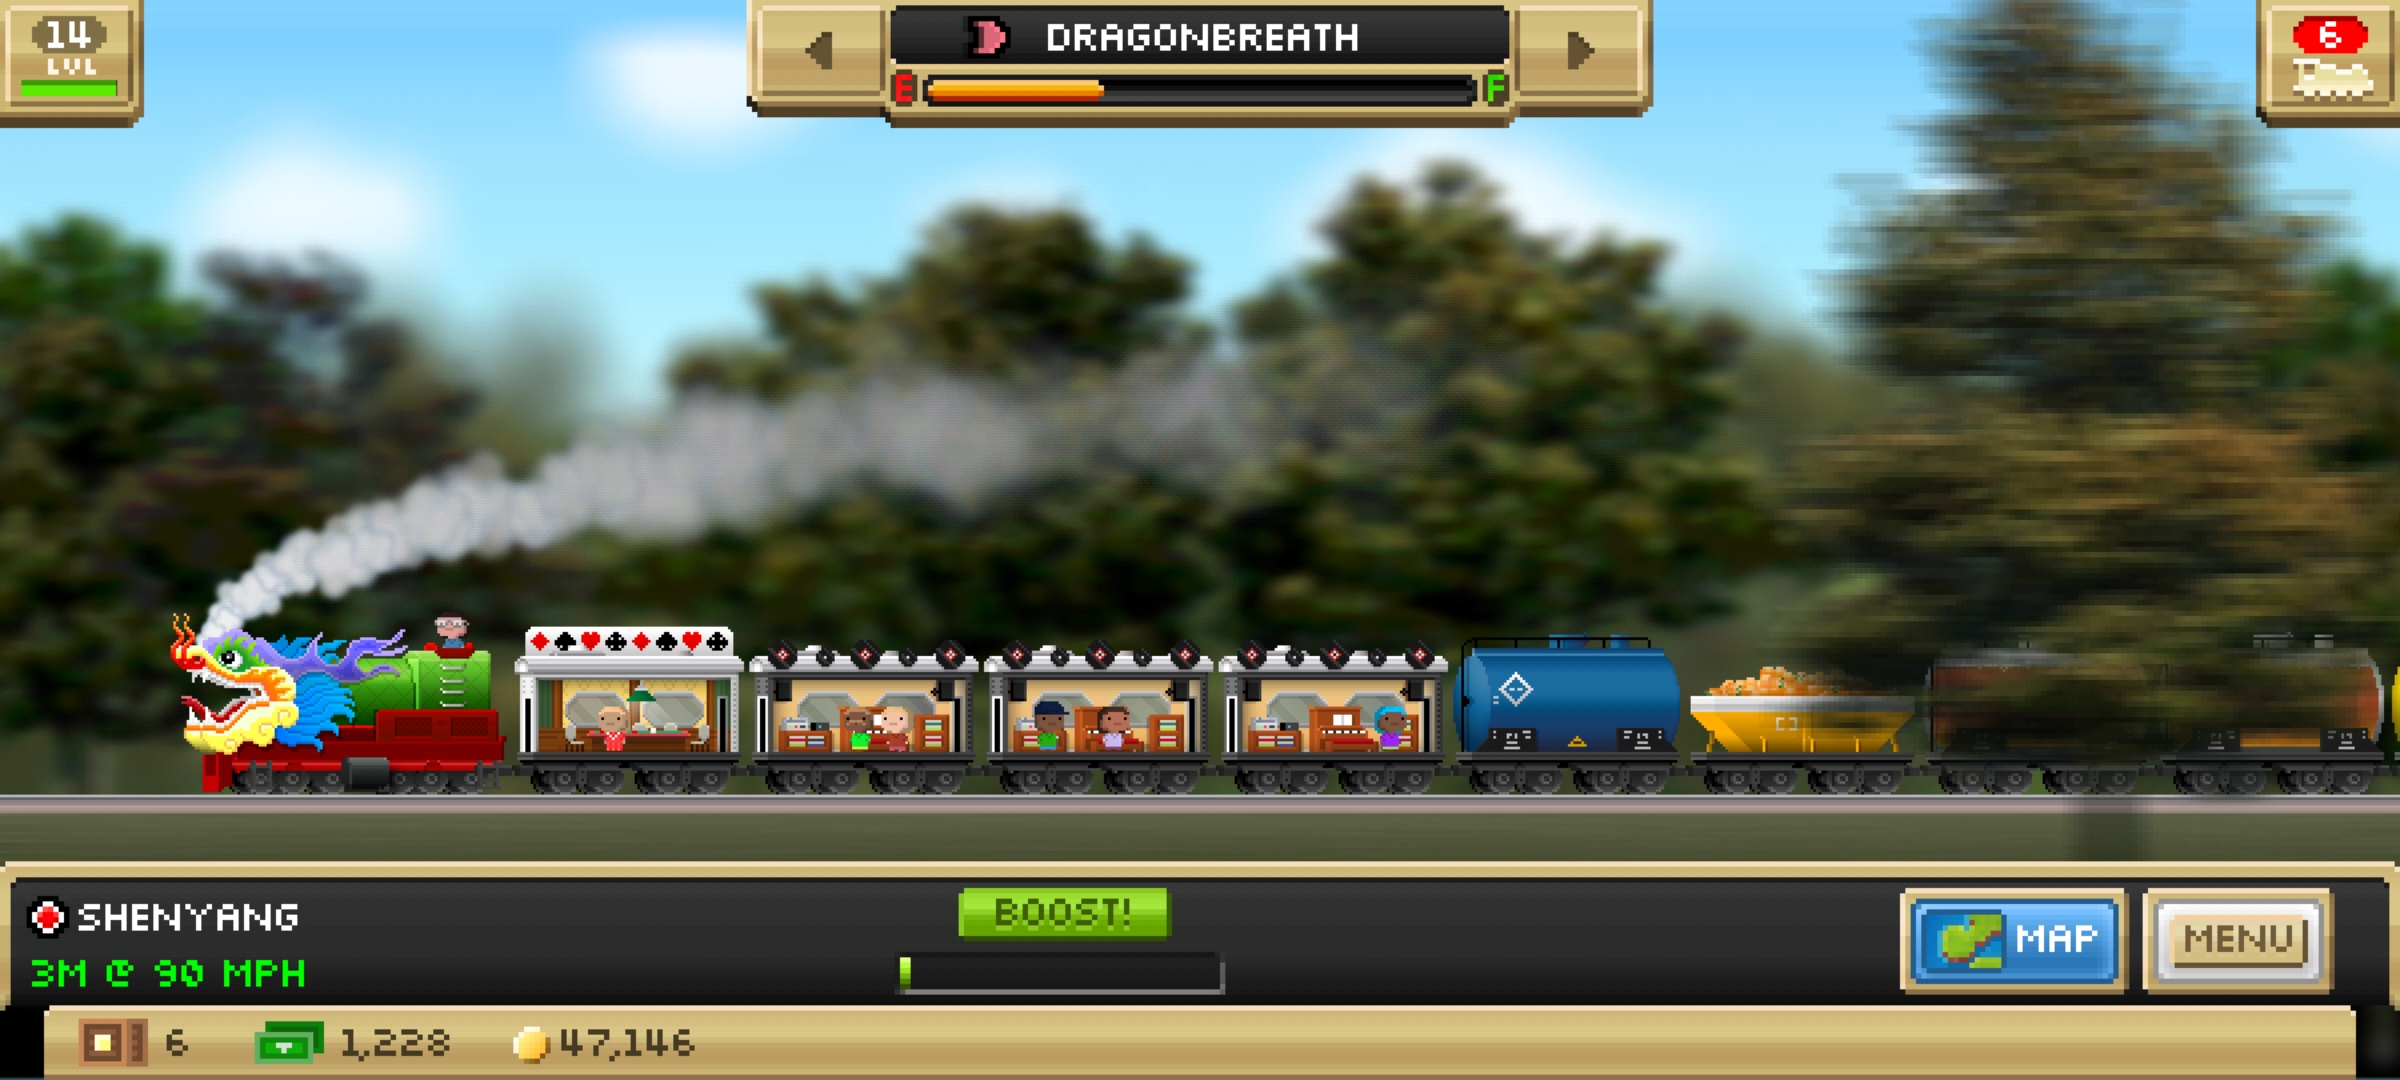 14
LVL
DRAGONBREATH
E F
6
SHENYANG
3M @ 90 MPH
BOOST!
MAP
MENU
6
1,228
47,146